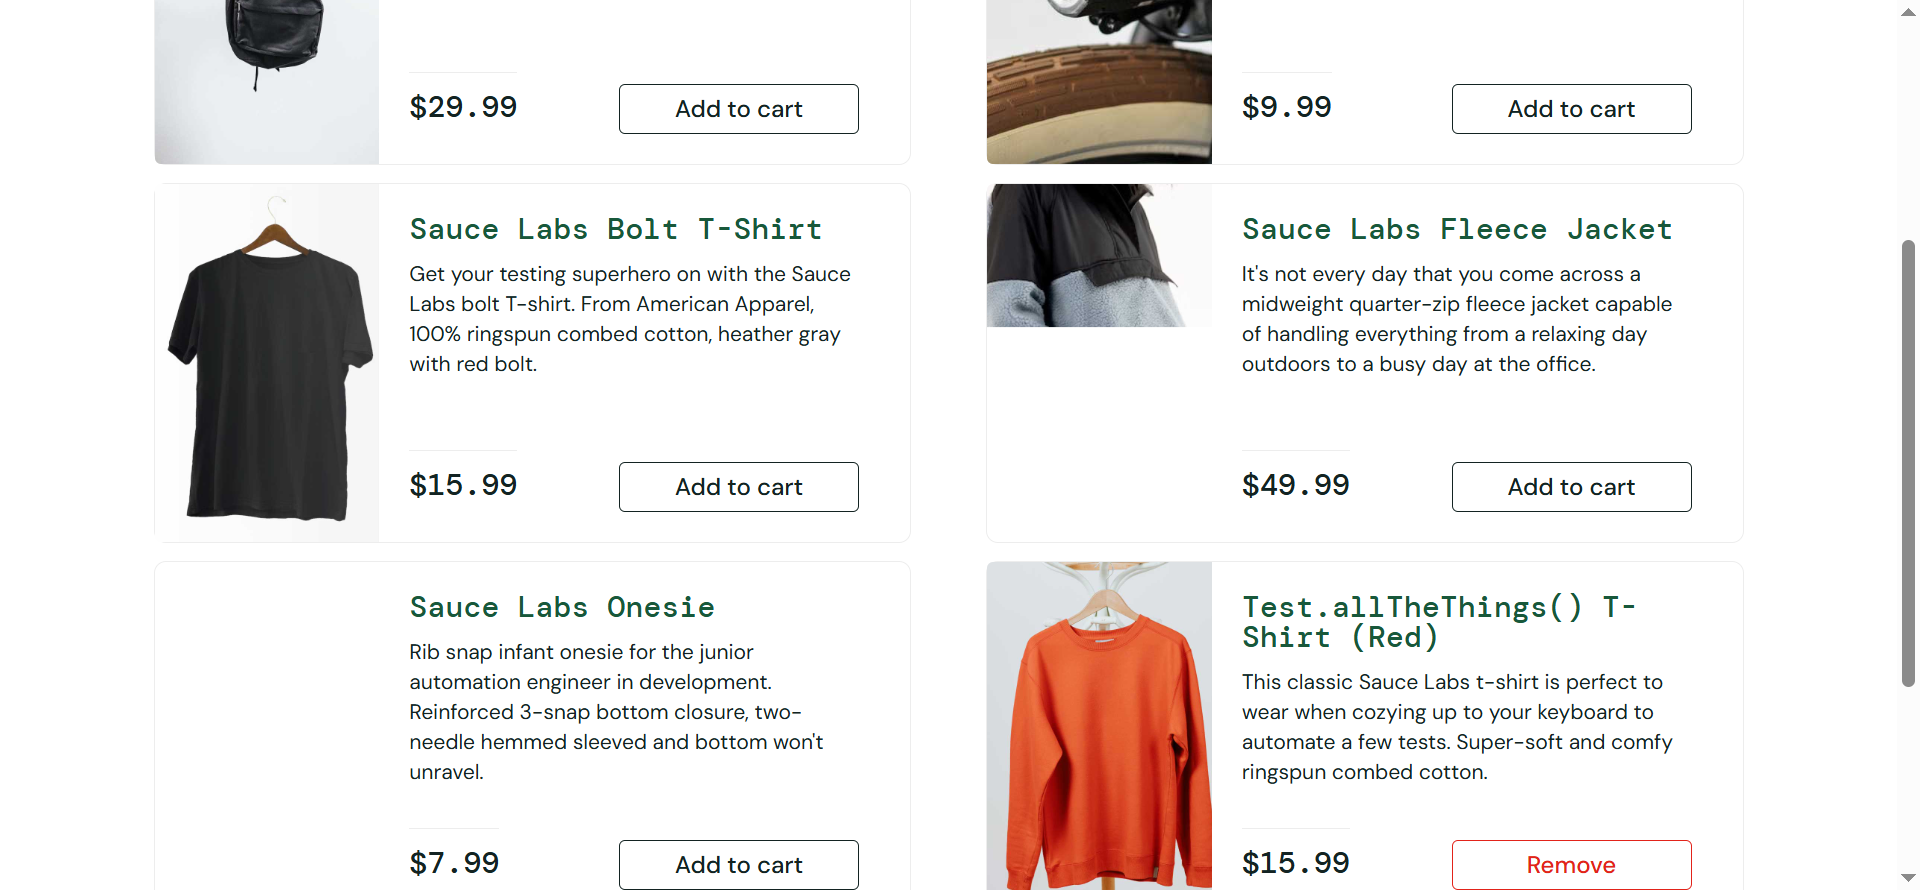 $29.99
Add to cart
$9.99
Add to cart
Sauce Labs Bolt T-Shirt
Get your testing superhero on with the Sauce
Labs bolt T-shirt. From American Apparel,
100% ringspun combed cotton, heather gray
with red bolt.
$15.99
Add to cart
Sauce Labs Fleece Jacket
It's not every day that you come across a
midweight quarter-zip fleece jacket capable
of handling everything from a relaxing day
outdoors to a busy day at the office.
$49.99
Add to cart
Sauce Labs Onesie
Rib snap infant onesie for the junior
automation engineer in development.
Reinforced 3-snap bottom closure, two-
needle hemmed sleeved and bottom won't
unravel.
$7.99
Add to cart
Test.allTheThings() T-
Shirt (Red)
This classic Sauce Labs t-shirt is perfect to
wear when cozying up to your keyboard to
automate a few tests. Super-soft and comfy
ringspun combed cotton.
$15.99
Remove